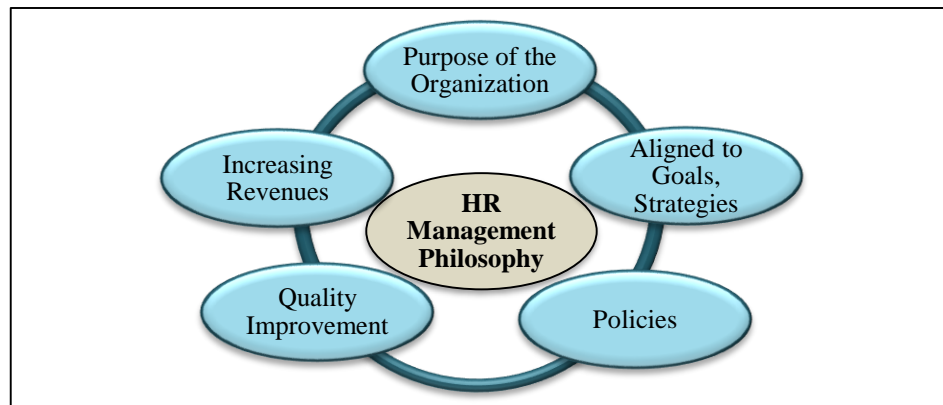 Purpose of the
Organization
Aligned to
Goals,
Strategies
Policies
Quality
Improvement
Increasing
Revenues
HR
Management
Philosophy